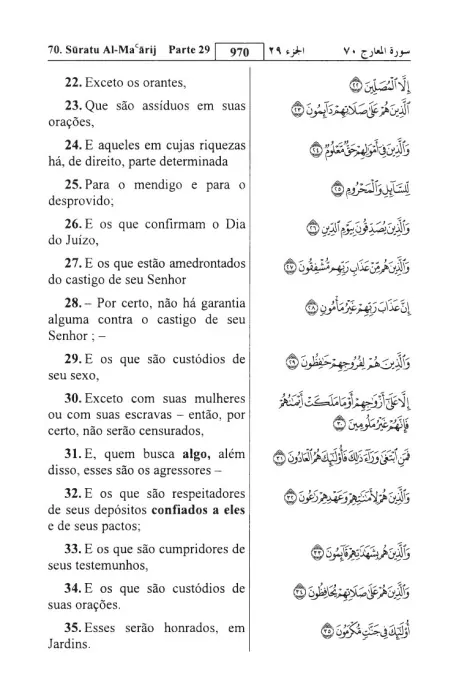 70. Sūratu Al-Maᶜārij Parte 29 970 الجزء ٢٩ سورة المعارج ٧٠
22. Exceto os orantes,
23. Que são assíduos em suas
orações,
24. E aqueles em cujas riquezas
há, de direito, parte determinada
25. Para o mendigo e para o
desprovido;
26. E os que confirmam o Dia
do Juízo,
27. E os que estão amedrontados
do castigo de seu Senhor
28. – Por certo, não há garantia
alguma contra o castigo de seu
Senhor ; –
29. E os que são custódios de
seu sexo,
30. Exceto com suas mulheres
ou com suas escravas – então, por
certo, não serão censurados,
31. E, quem busca algo, além
disso, esses são os agressores –
32. E os que são respeitadores
de seus depósitos confiados a eles
e de seus pactos;
33. E os que são cumpridores de
seus testemunhos,
34. E os que são custódios de
suas orações.
35. Esses serão honrados, em
Jardins.
إِلَّا ٱلْمُصَلِّينَ ٢٢
ٱلَّذِينَ هُمْ عَلَىٰ صَلَاتِهِمْ دَآئِمُونَ ٢٣
وَٱلَّذِينَ فِىٓ أَمْوَٰلِهِمْ حَقٌّ مَّعْلُومٌ ٢٤
لِّلسَّآئِلِ وَٱلْمَحْرُومِ ٢٥
وَٱلَّذِينَ يُصَدِّقُونَ بِيَوْمِ ٱلدِّينِ ٢٦
وَٱلَّذِينَ هُم مِّنْ عَذَابِ رَبِّهِم مُّشْفِقُونَ ٢٧
إِنَّ عَذَابَ رَبِّهِمْ غَيْرُ مَأْمُونٍ ٢٨
وَٱلَّذِينَ هُمْ لِفُرُوجِهِمْ حَٰفِظُونَ ٢٩
إِلَّا عَلَىٰٓ أَزْوَٰجِهِمْ أَوْ مَا مَلَكَتْ أَيْمَٰنُهُمْ
فَإِنَّهُمْ غَيْرُ مَلُومِينَ ٣٠
فَمَنِ ٱبْتَغَىٰ وَرَآءَ ذَٰلِكَ فَأُو۟لَٰٓئِكَ هُمُ ٱلْعَادُونَ ٣١
وَٱلَّذِينَ هُمْ لِأَمَٰنَٰتِهِمْ وَعَهْدِهِمْ رَٰعُونَ ٣٢
وَٱلَّذِينَ هُم بِشَهَٰدَٰتِهِمْ قَآئِمُونَ ٣٣
وَٱلَّذِينَ هُمْ عَلَىٰ صَلَاتِهِمْ يُحَافِظُونَ ٣٤
أُو۟لَٰٓئِكَ فِى جَنَّٰتٍ مُّكْرَمُونَ ٣٥